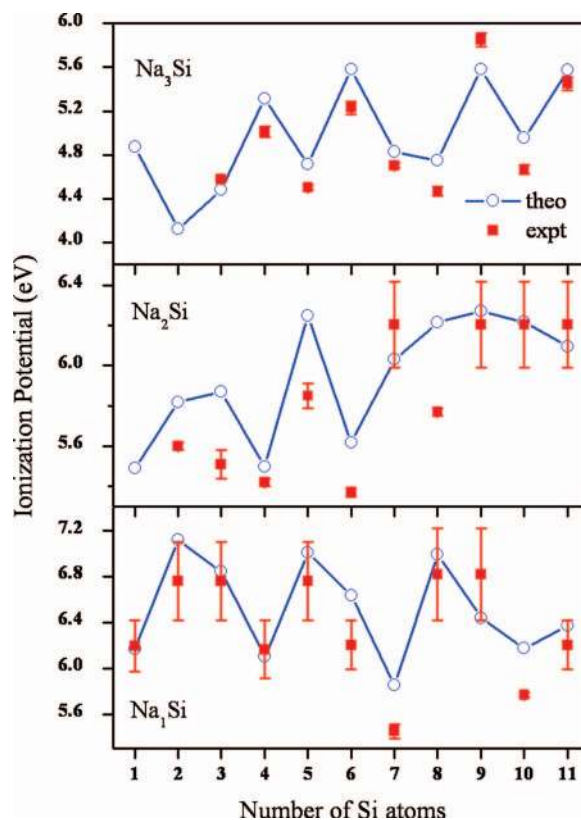 6.0
Na₃Si
5.6
5.2
4.8
4.4
theo
expt
4.0
6.4
Na₂Si
6.0
5.6
7.2
6.8
6.4
6.0
5.6
Na₁Si
1 2 3 4 5 6 7 8 9 10 11
Number of Si atoms
Ionization Potential (eV)